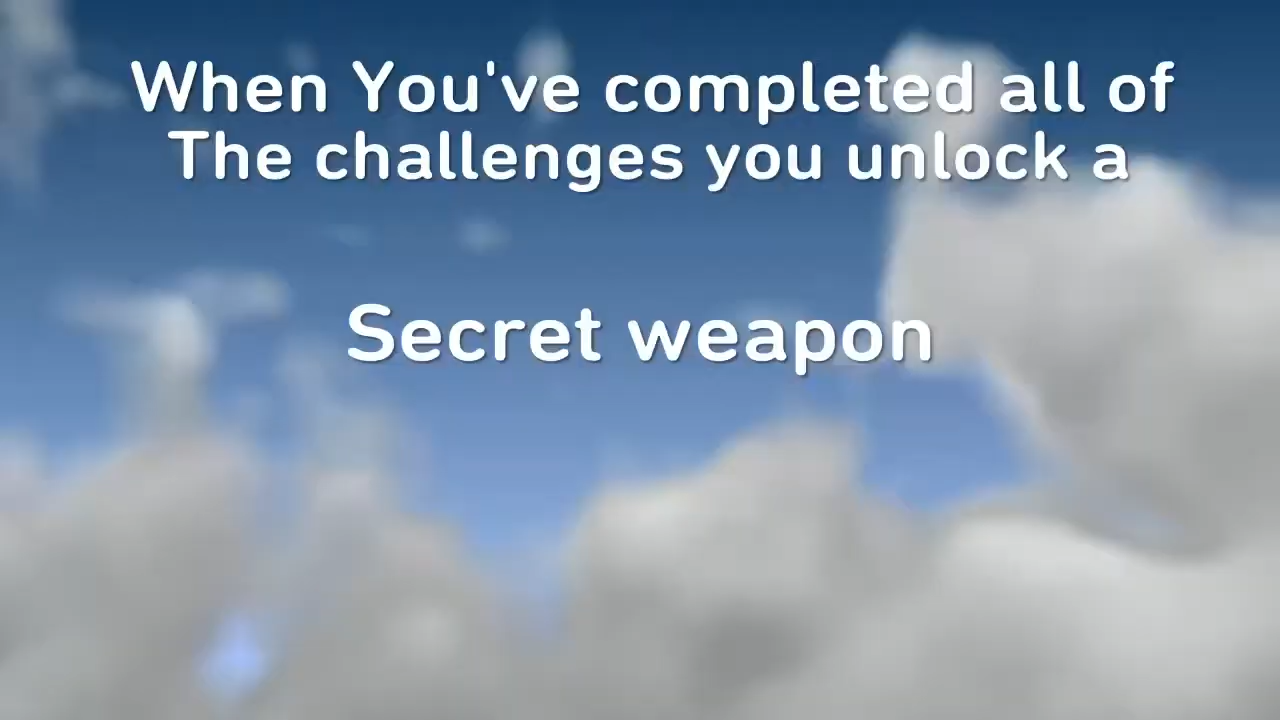 When You've completed all of
The challenges you unlock a
Secret weapon